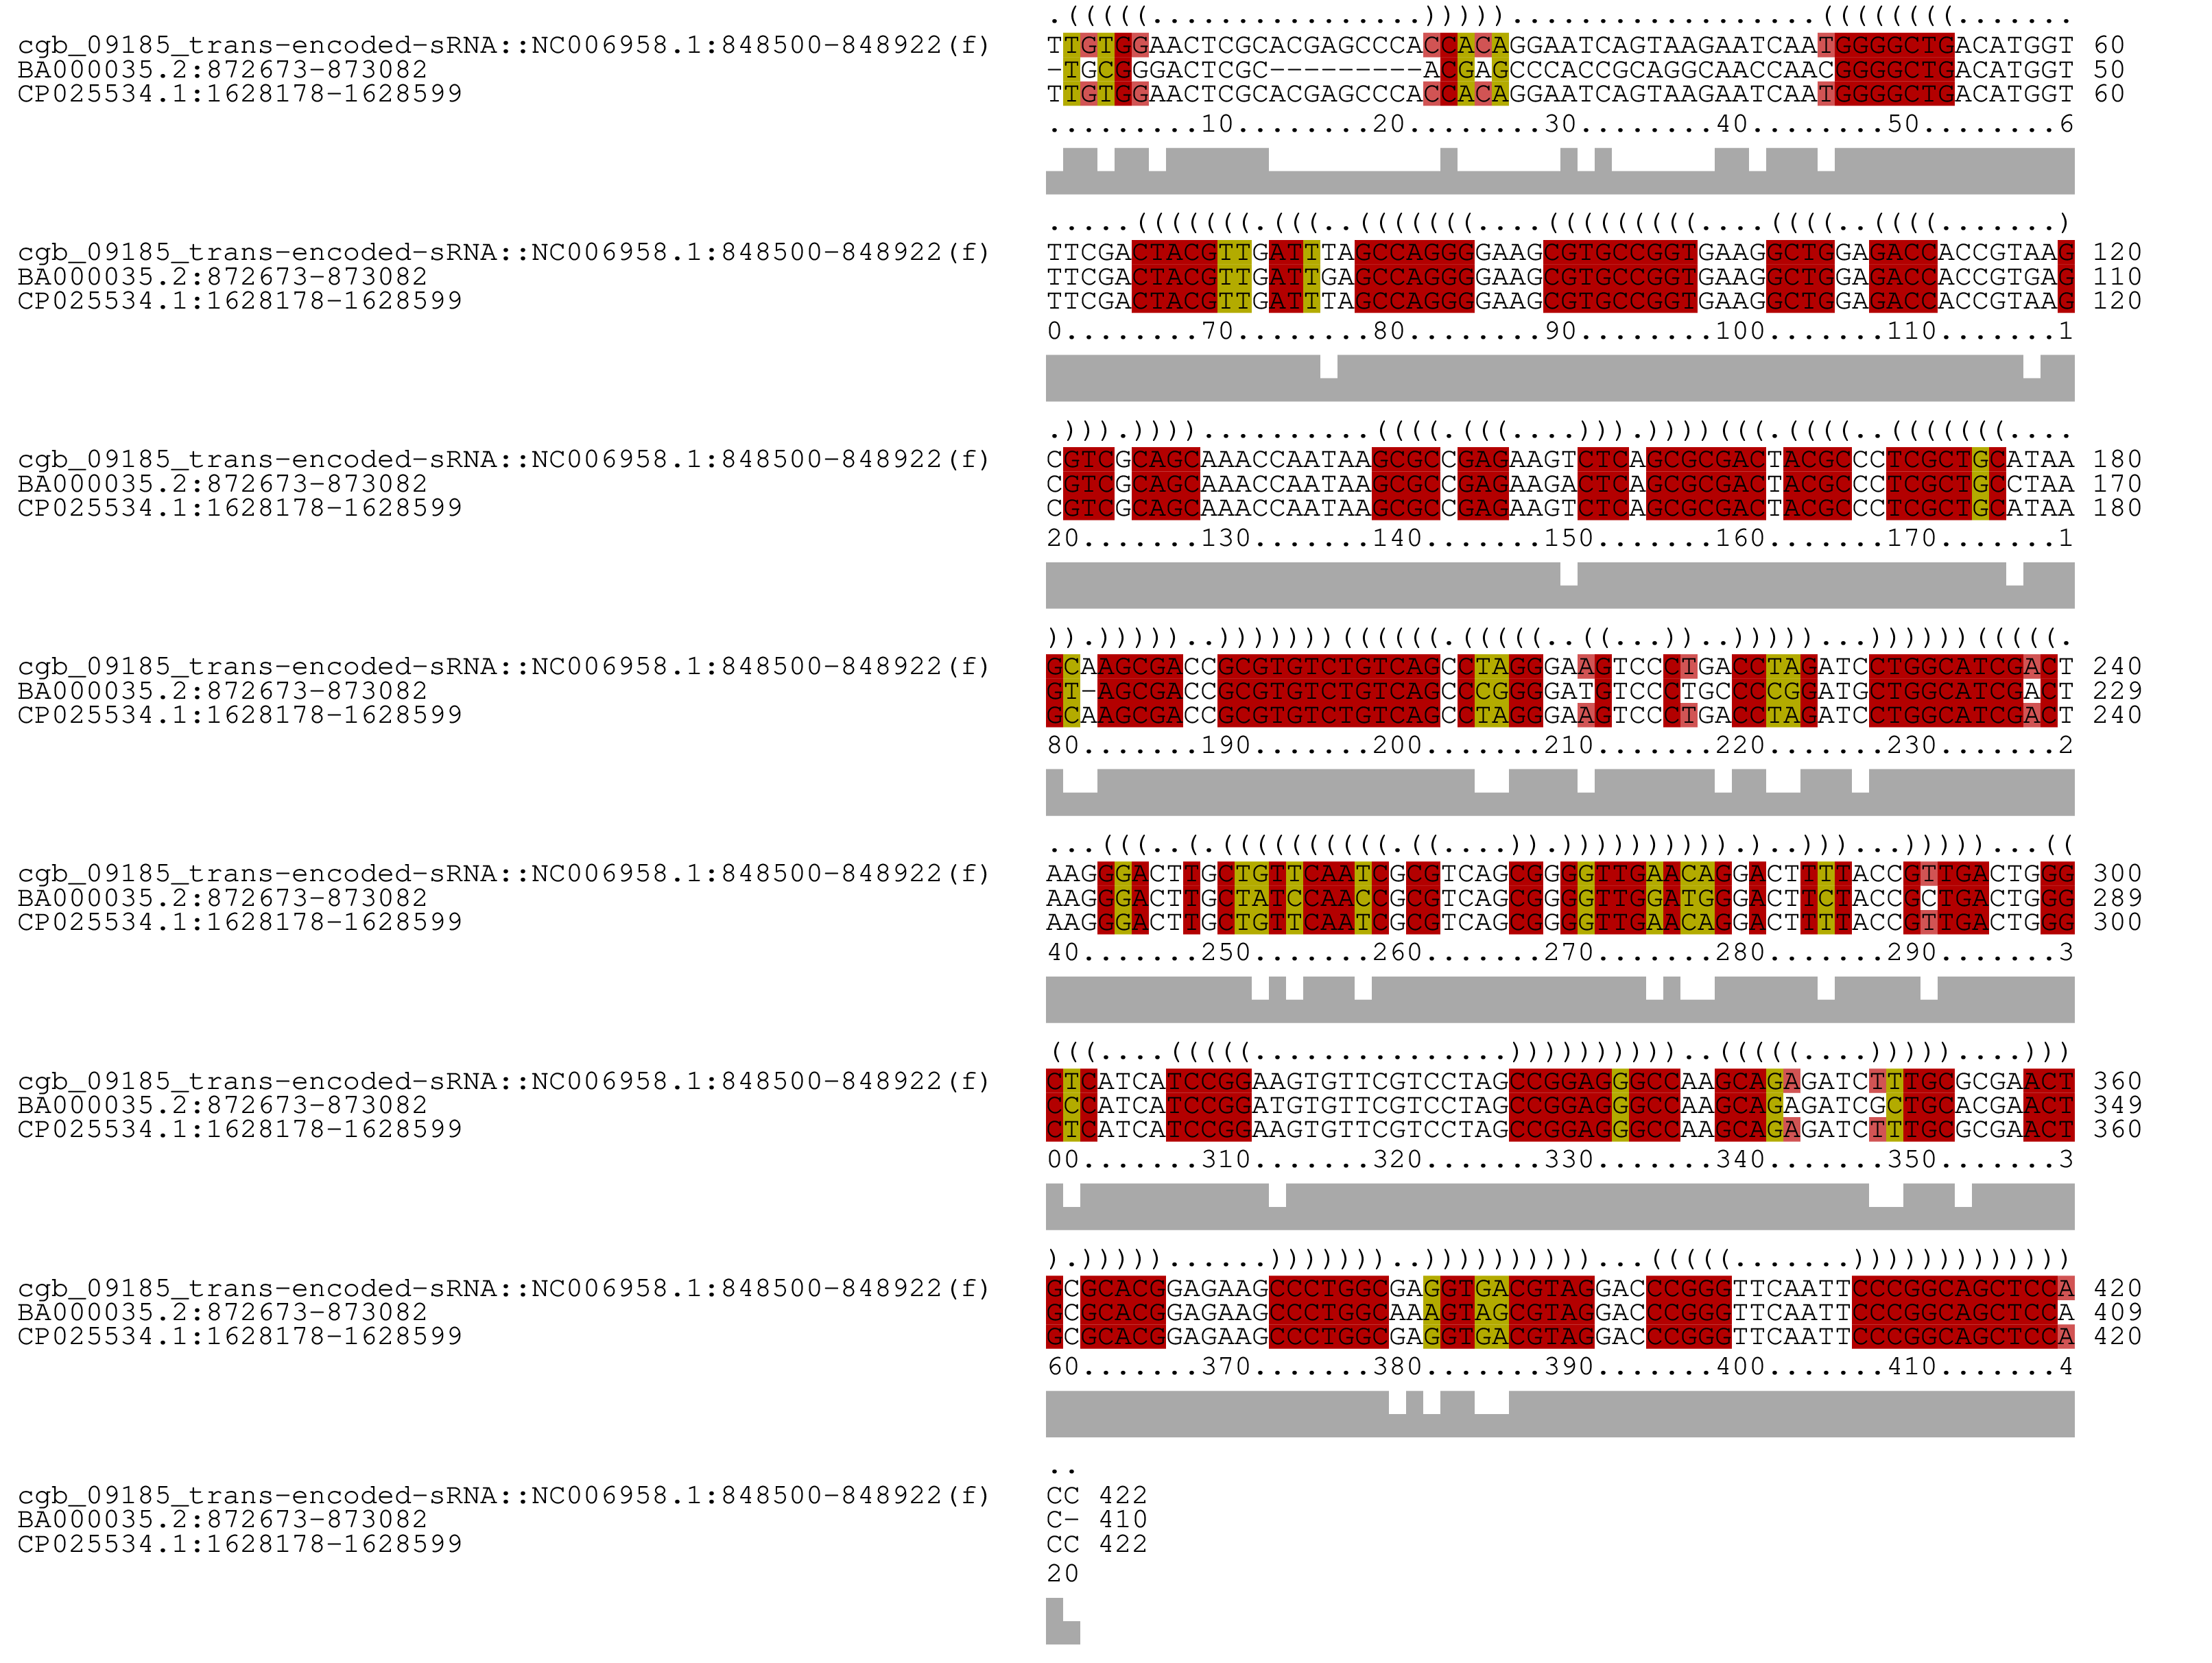 .(((((................)))))..................((((((((.......
cgb_09185_trans-encoded-sRNA::NC006958.1:848500-848922(f) TTGTGGAACTCGCACGAGCCCACCACAGGAATCAGTAAGAATCAATGGGGCTGACATGGT 60
BA000035.2:872673-873082 -TGCGGGACTCGC---------ACGAGCCCACCGCAGGCAACCAACGGGGCTGACATGGT 50
CP025534.1:1628178-1628599 TTGTGGAACTCGCACGAGCCCACCACAGGAATCAGTAAGAATCAATGGGGCTGACATGGT 60
.........10........20........30........40........50........6
.....(((((((.(((..(((((((....(((((((((....((((..((((.......)
cgb_09185_trans-encoded-sRNA::NC006958.1:848500-848922(f) TTCGACTACGTTGATTTAGCCAGGGGAAGCGTGCCGGTGAAGGCTGGAGACCACCGTAAG 120
BA000035.2:872673-873082 TTCGACTACGTTGATTGAGCCAGGGGAAGCGTGCCGGTGAAGGCTGGAGACCACCGTGAG 110
CP025534.1:1628178-1628599 TTCGACTACGTTGATTTAGCCAGGGGAAGCGTGCCGGTGAAGGCTGGAGACCACCGTAAG 120
0........70........80........90........100.......110.......1
.))).))))..........((((.(((....))).))))(((.((((..(((((((....
cgb_09185_trans-encoded-sRNA::NC006958.1:848500-848922(f) CGTCGCAGCAAACCAATAAGCGCCGAGAAGTCTCAGCGCGACTACGCCCTCGCTGCATAA 180
BA000035.2:872673-873082 CGTCGCAGCAAACCAATAAGCGCCGAGAAGACTCAGCGCGACTACGCCCTCGCTGCCTAA 170
CP025534.1:1628178-1628599 CGTCGCAGCAAACCAATAAGCGCCGAGAAGTCTCAGCGCGACTACGCCCTCGCTGCATAA 180
20.......130.......140.......150.......160.......170.......1
)).)))))..)))))))((((((.(((((..((...))..)))))...))))))(((((.
cgb_09185_trans-encoded-sRNA::NC006958.1:848500-848922(f) GCAAGCGACCGCGTGTCTGTCAGCCTAGGGAAGTCCCTGACCTAGATCCTGGCATCGACT 240
BA000035.2:872673-873082 GT-AGCGACCGCGTGTCTGTCAGCCCGGGGATGTCCCTGCCCCGGATGCTGGCATCGACT 229
CP025534.1:1628178-1628599 GCAAGCGACCGCGTGTCTGTCAGCCTAGGGAAGTCCCTGACCTAGATCCTGGCATCGACT 240
80.......190.......200.......210.......220.......230.......2
...(((..(.((((((((((.((....)).)))))))))).)..)))...)))))...((
cgb_09185_trans-encoded-sRNA::NC006958.1:848500-848922(f) AAGGGACTTGCTGTTCAATCGCGTCAGCGGGGTTGAACAGGACTTTTACCGTTGACTGGG 300
BA000035.2:872673-873082 AAGGGACTTGCTATCCAACCGCGTCAGCGGGGTTGGATGGGACTTCTACCGCTGACTGGG 289
CP025534.1:1628178-1628599 AAGGGACTTGCTGTTCAATCGCGTCAGCGGGGTTGAACAGGACTTTTACCGTTGACTGGG 300
40.......250.......260.......270.......280.......290.......3
(((....(((((...............))))))))))..(((((....)))))....)))
cgb_09185_trans-encoded-sRNA::NC006958.1:848500-848922(f) CTCATCATCCGGAAGTGTTCGTCCTAGCCGGAGGGCCAAGCAGAGATCTTTGCGCGAACT 360
BA000035.2:872673-873082 CCCATCATCCGGATGTGTTCGTCCTAGCCGGAGGGCCAAGCAGAGATCGCTGCACGAACT 349
CP025534.1:1628178-1628599 CTCATCATCCGGAAGTGTTCGTCCTAGCCGGAGGGCCAAGCAGAGATCTTTGCGCGAACT 360
00.......310.......320.......330.......340.......350.......3
).)))))......)))))))..))))))))))...(((((.......)))))))))))))
cgb_09185_trans-encoded-sRNA::NC006958.1:848500-848922(f) GCGCACGGAGAAGCCCTGGCGAGGTGACGTAGGACCCGGGTTCAATTCCCGGCAGCTCCA 420
BA000035.2:872673-873082 GCGCACGGAGAAGCCCTGGCAAAGTAGCGTAGGACCCGGGTTCAATTCCCGGCAGCTCCA 409
CP025534.1:1628178-1628599 GCGCACGGAGAAGCCCTGGCGAGGTGACGTAGGACCCGGGTTCAATTCCCGGCAGCTCCA 420
60.......370.......380.......390.......400.......410.......4
..
cgb_09185_trans-encoded-sRNA::NC006958.1:848500-848922(f) CC 422
BA000035.2:872673-873082 C- 410
CP025534.1:1628178-1628599 CC 422
20